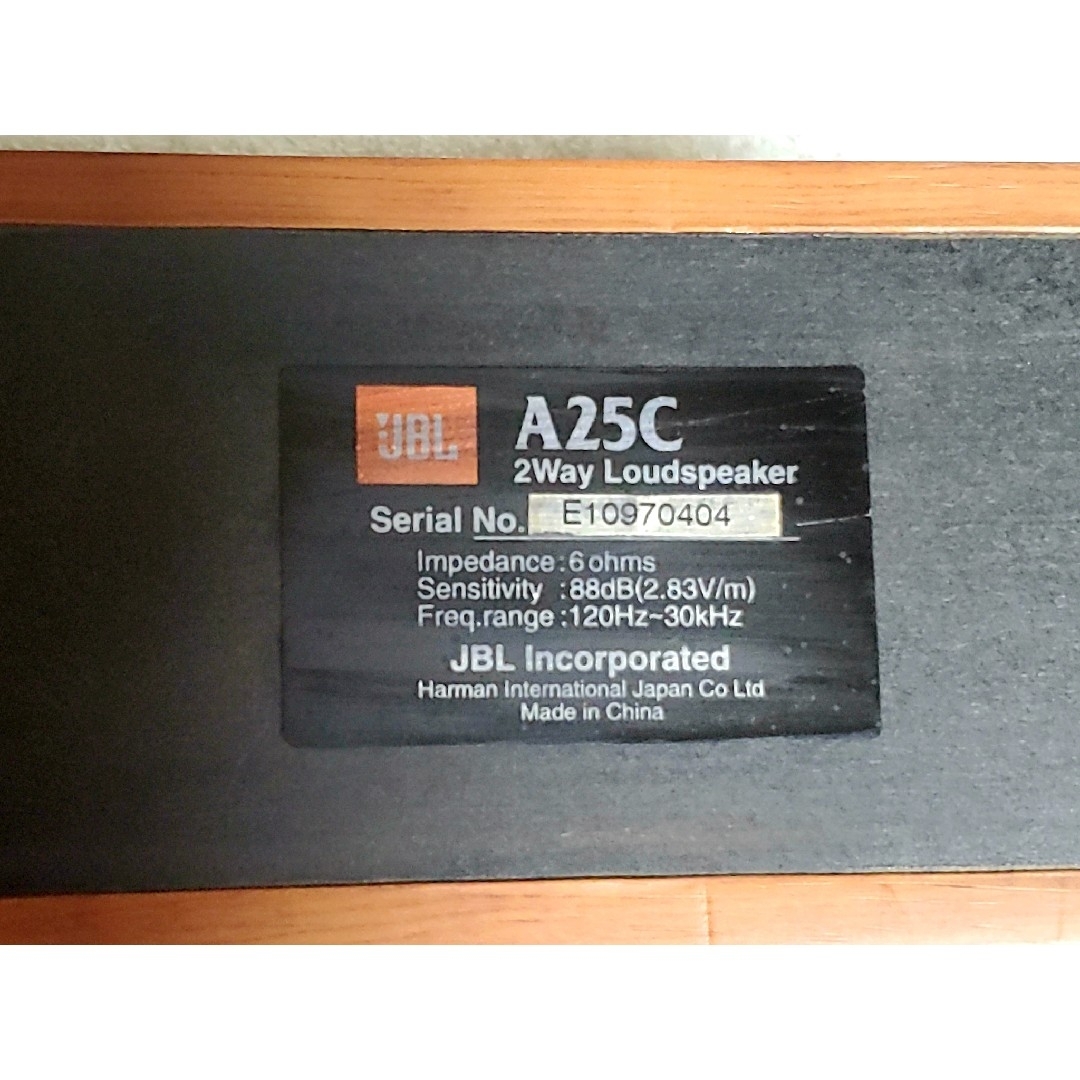 JBL
A25C
2Way Loudspeaker
Serial No. E10970404
Impedance:6 ohms
Sensitivity :88dB(2.83V/m)
Freq.range:120Hz~30kHz
JBL Incorporated
Harman International Japan Co Ltd
Made in China